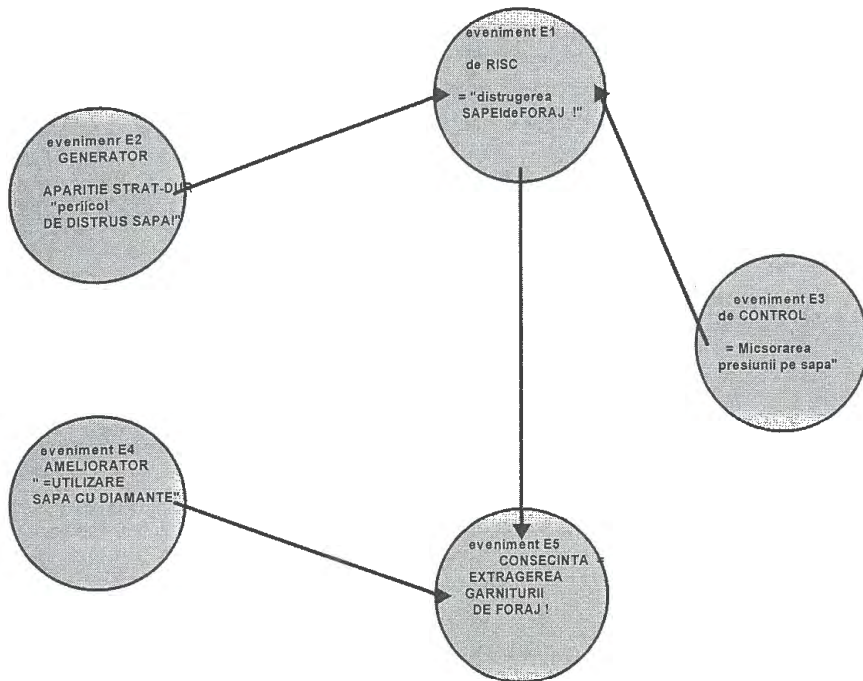 eveniment E1
de RISC
= "distrugerea
SAPEIdeFORAJ !"
evenimenr E2
GENERATOR
APARITIE STRAT-DUR
"periicol
DE DISTRUS SAPA!"
eveniment E3
de CONTROL
= Micsorarea
presiunii pe sapa"
eveniment E4
AMELIORATOR
" =UTILIZARE
SAPA CU DIAMANTE"
eveniment E5
CONSECINTA =
EXTRAGEREA
GARNITURII
DE FORAJ !